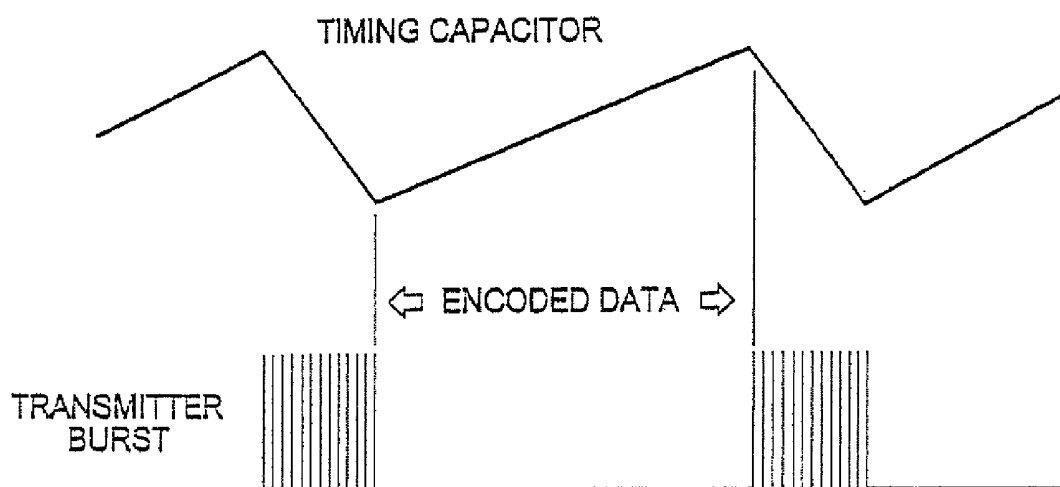 TIMING CAPACITOR
ENCODED DATA
TRANSMITTER
BURST